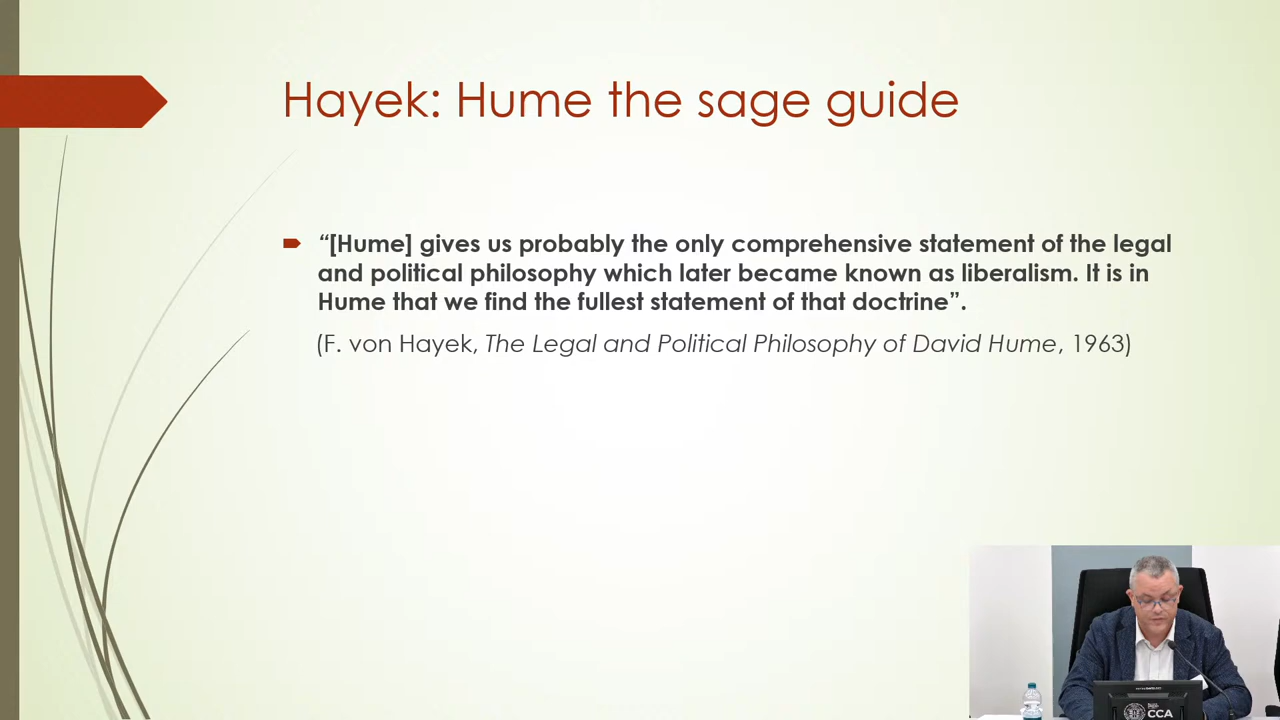 Hayek: Hume the sage guide
“[Hume] gives us probably the only comprehensive statement of the legal
and political philosophy which later became known as liberalism. It is in
Hume that we find the fullest statement of that doctrine”.
(F. von Hayek, The Legal and Political Philosophy of David Hume, 1963)
CCA